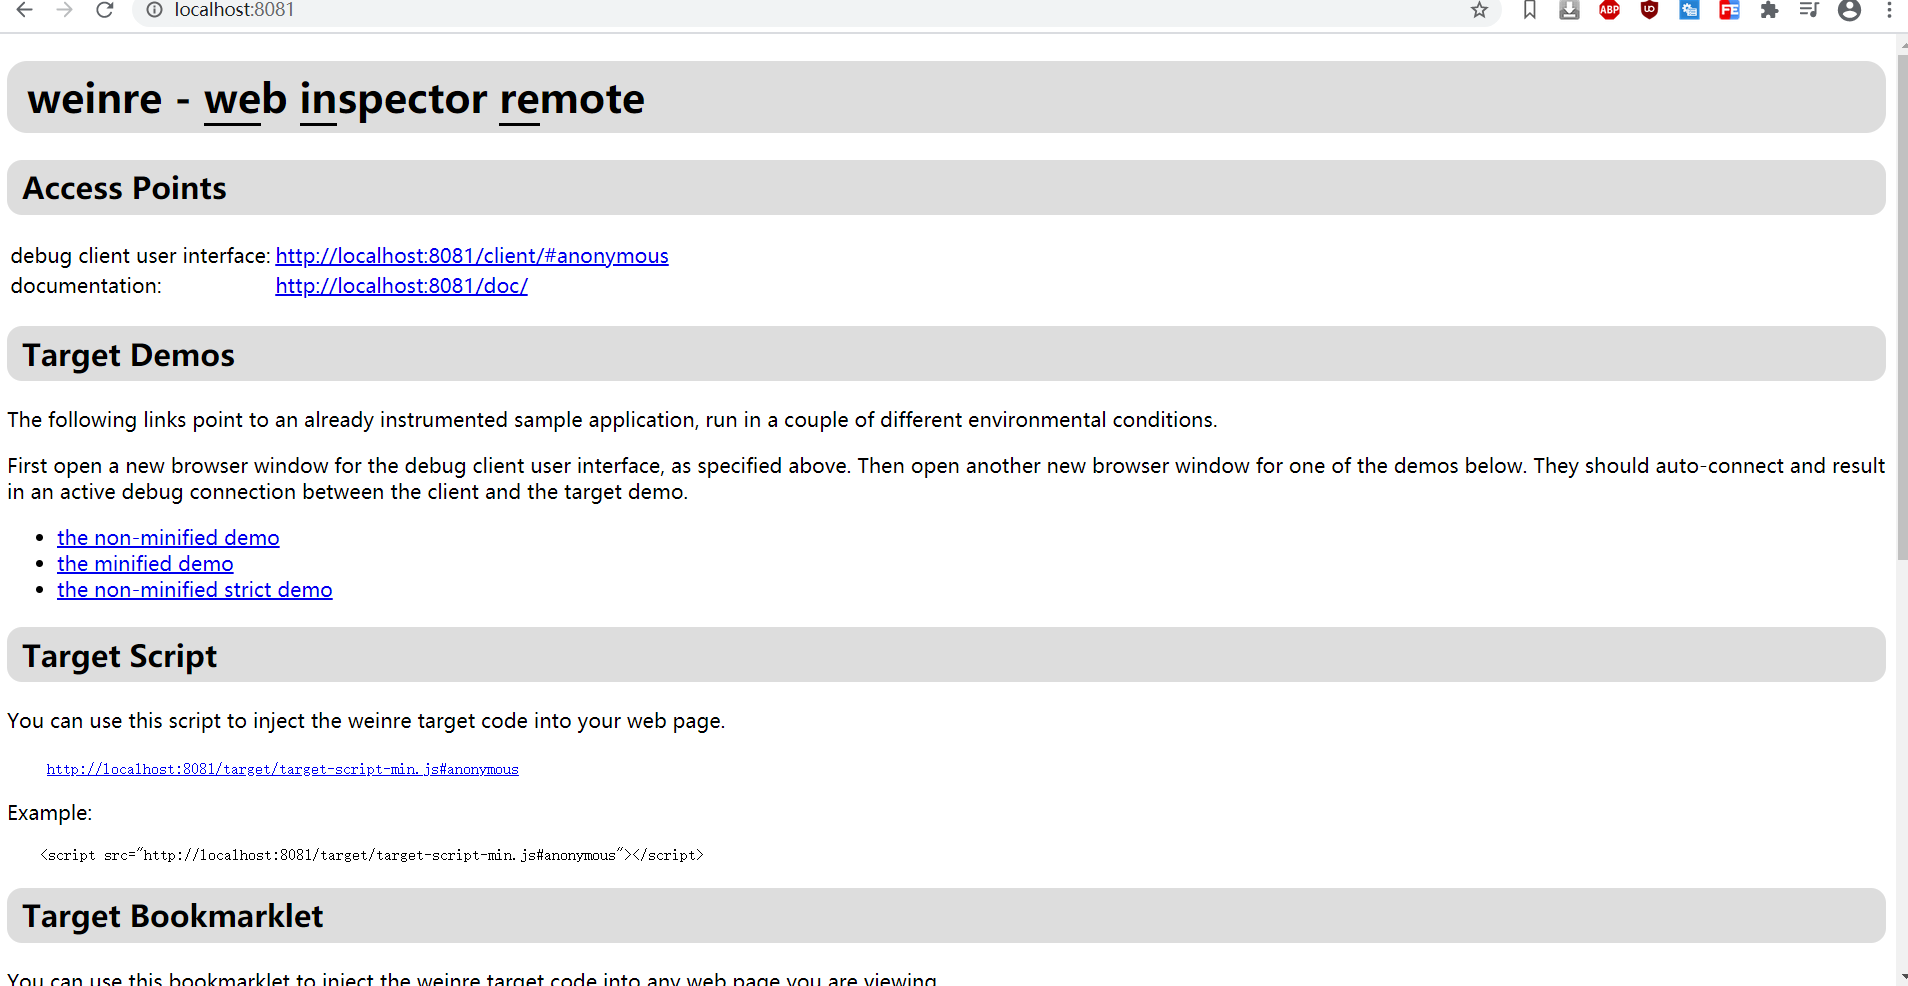 localhost:8081
ABP
FE
weinre - web inspector remote
Access Points
debug client user interface: http://localhost:8081/client/#anonymous
documentation: http://localhost:8081/doc/
Target Demos
The following links point to an already instrumented sample application, run in a couple of different environmental conditions.
First open a new browser window for the debug client user interface, as specified above. Then open another new browser window for one of the demos below. They should auto-connect and result
in an active debug connection between the client and the target demo.
the non-minified demo
the minified demo
the non-minified strict demo
Target Script
You can use this script to inject the weinre target code into your web page.
http://localhost:8081/target/target-script-min.js#anonymous
Example:
<script src="http://localhost:8081/target/target-script-min.js#anonymous"></script>
Target Bookmarklet
You can use this bookmarklet to inject the weinre target code into any web page you are viewing